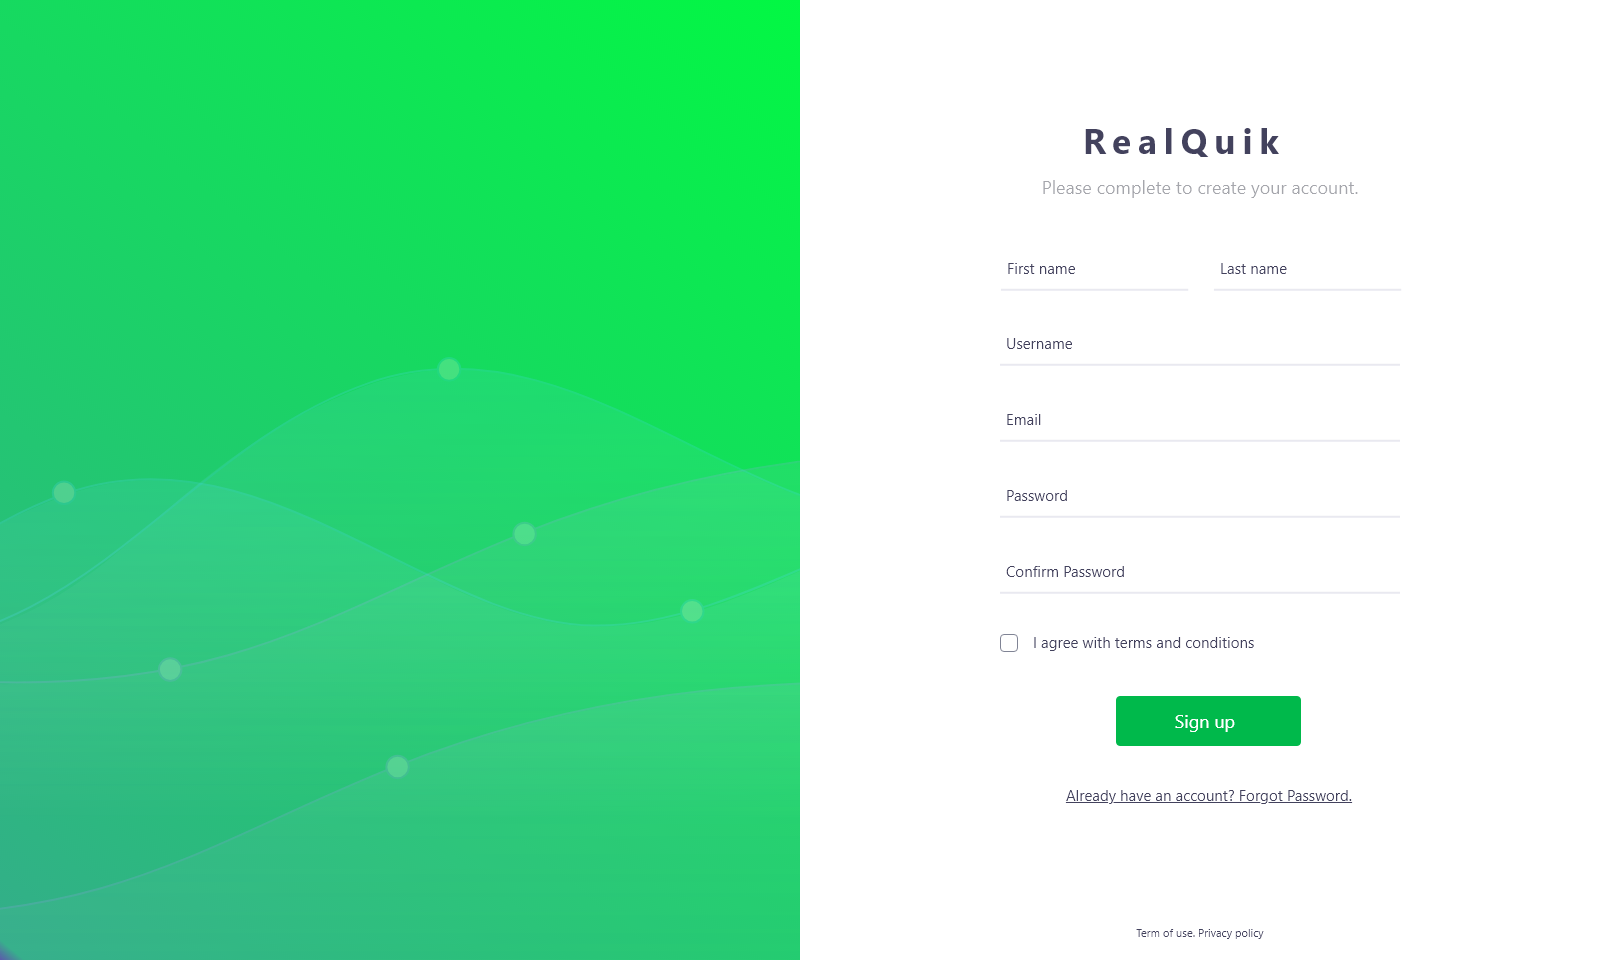 RealQuik
Please complete to create your account.
First name Last name
Username
Email
Password
Confirm Password
I agree with terms and conditions
Sign up
Already have an account? Forgot Password.
Term of use. Privacy policy